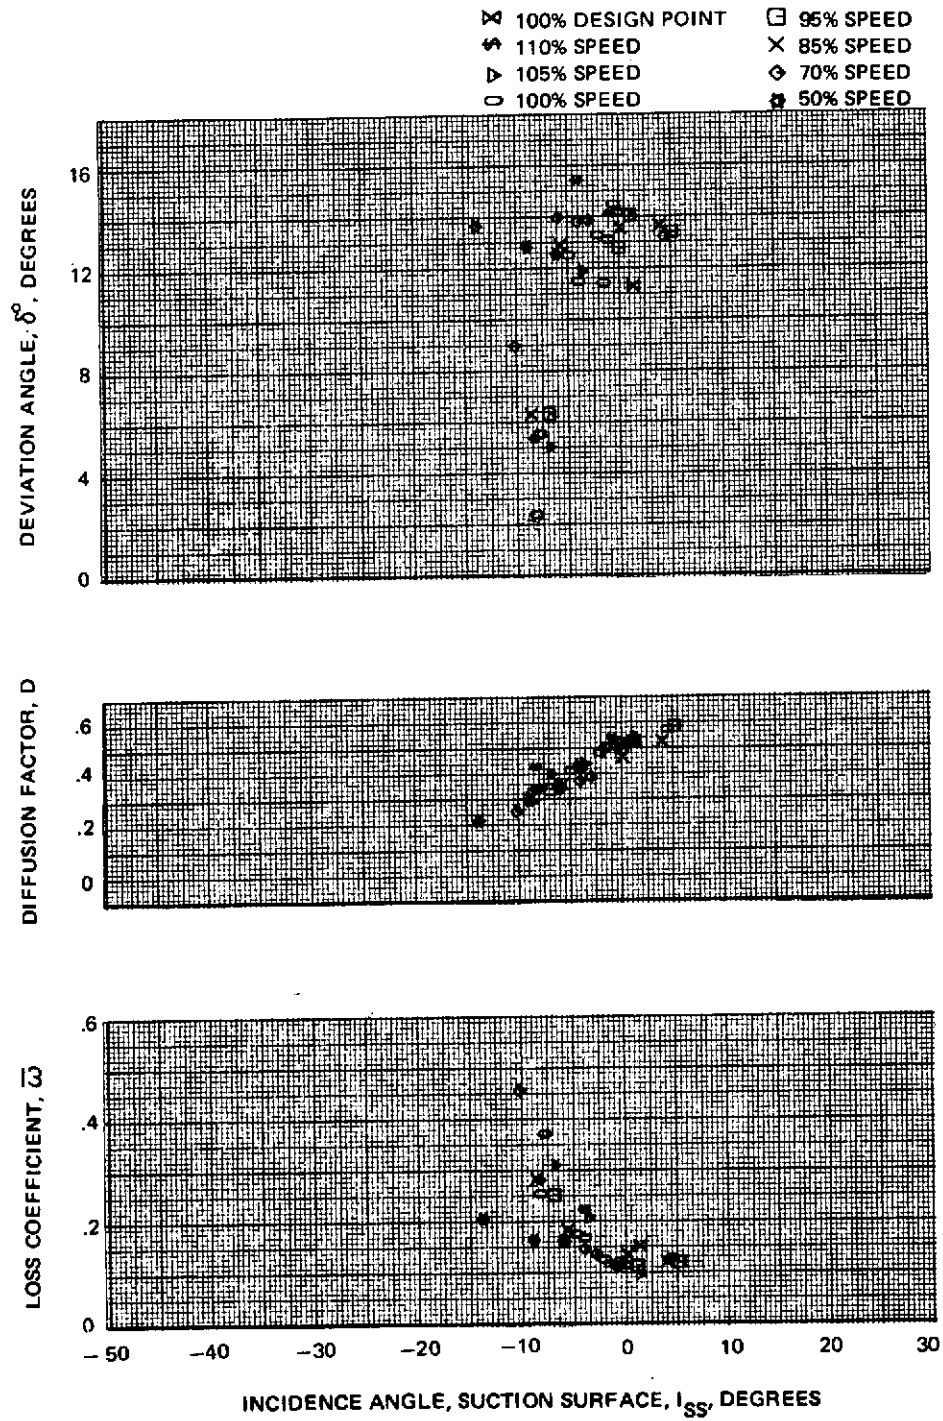 100% DESIGN POINT
110% SPEED
105% SPEED
100% SPEED
95% SPEED
85% SPEED
70% SPEED
50% SPEED
DEVIATION ANGLE, δ°, DEGREES
16
12
8
4
0
DIFFUSION FACTOR, D
.6
.4
.2
0
LOSS COEFFICIENT, ω̅
.6
.4
.2
0
−50 −40 −30 −20 −10 0 10 20 30
INCIDENCE ANGLE, SUCTION SURFACE, ISS, DEGREES